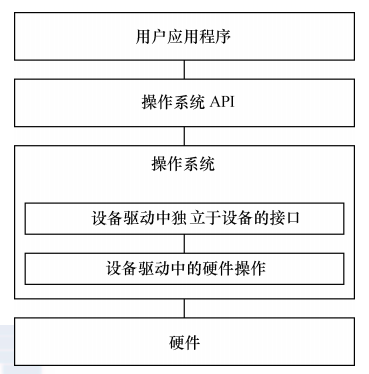 用户应用程序
操作系统 API
操作系统
设备驱动中独立于设备的接口
设备驱动中的硬件操作
硬件